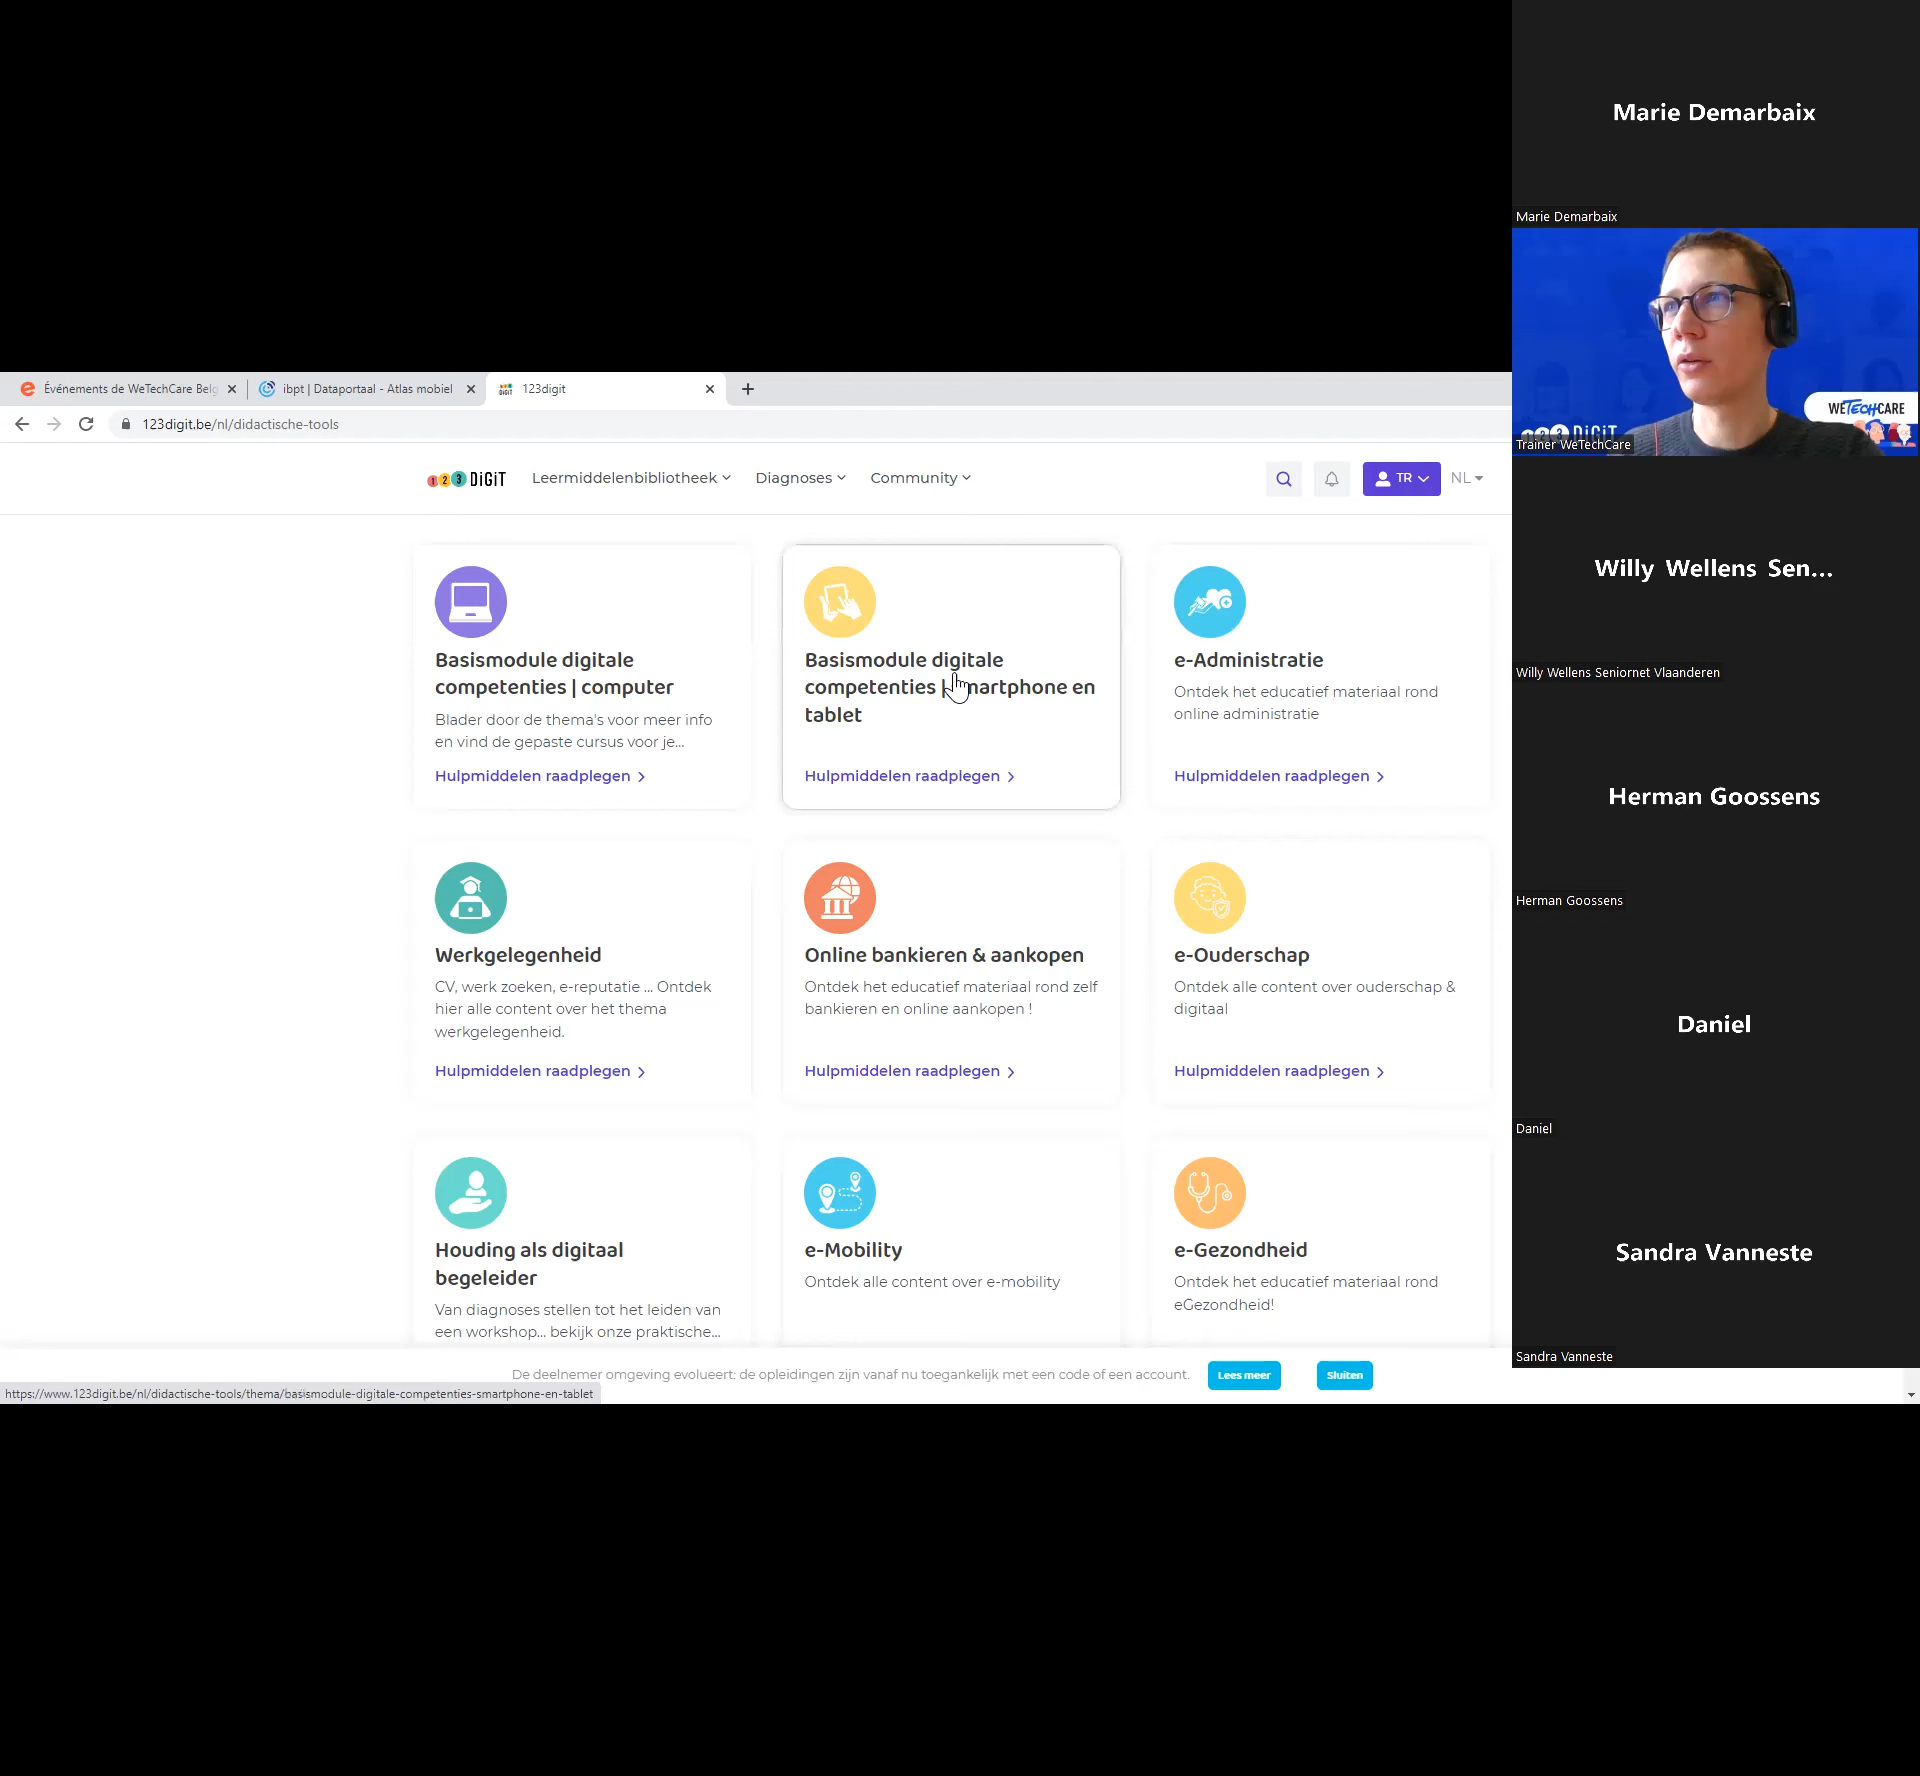 Marie Demarbaix
Marie Demarbaix
WETECHCARE
123 DiGiT
Trainer WeTechCare
Willy Wellens Sen...
Willy Wellens Seniornet Vlaanderen
Herman Goossens
Herman Goossens
Daniel
Daniel
Sandra Vanneste
Sandra Vanneste
Événements de WeTechCare Belg
ibpt | Dataportaal - Atlas mobiel
123digit
123digit.be/nl/didactische-tools
1 2 3 DiGiT
Leermiddelenbibliotheek
Diagnoses
Community
TR
NL
Basismodule digitale
competenties | computer
Blader door de thema's voor meer info
en vind de gepaste cursus voor je...
Hulpmiddelen raadplegen
Basismodule digitale
competenties | smartphone en
tablet
Hulpmiddelen raadplegen
e-Administratie
Ontdek het educatief materiaal rond
online administratie
Hulpmiddelen raadplegen
Werkgelegenheid
CV, werk zoeken, e-reputatie ... Ontdek
hier alle content over het thema
werkgelegenheid.
Hulpmiddelen raadplegen
Online bankieren & aankopen
Ontdek het educatief materiaal rond zelf
bankieren en online aankopen !
Hulpmiddelen raadplegen
e-Ouderschap
Ontdek alle content over ouderschap &
digitaal
Hulpmiddelen raadplegen
Houding als digitaal
begeleider
Van diagnoses stellen tot het leiden van
een workshop... bekijk onze praktische...
e-Mobility
Ontdek alle content over e-mobility
e-Gezondheid
Ontdek het educatief materiaal rond
eGezondheid!
De deelnemer omgeving evolueert: de opleidingen zijn vanaf nu toegankelijk met een code of een account.
Lees meer
Sluiten
https://www.123digit.be/nl/didactische-tools/thema/basismodule-digitale-competenties-smartphone-en-tablet